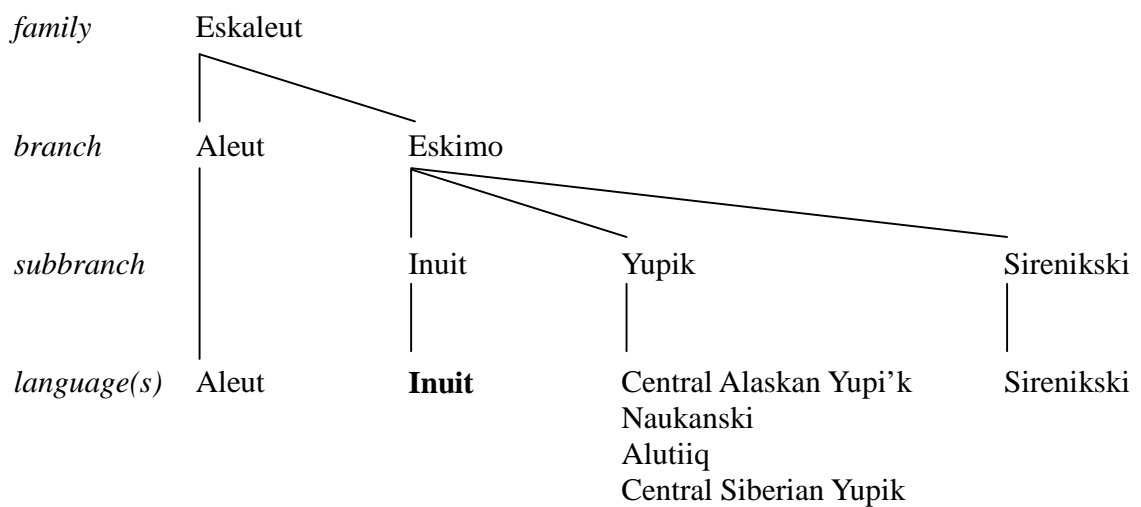 family Eskaleut
branch Aleut Eskimo
subbranch Inuit Yupik Sirenikski
language(s) Aleut Inuit Central Alaskan Yupi’k Sirenikski
Naukanski
Alutiiq
Central Siberian Yupik